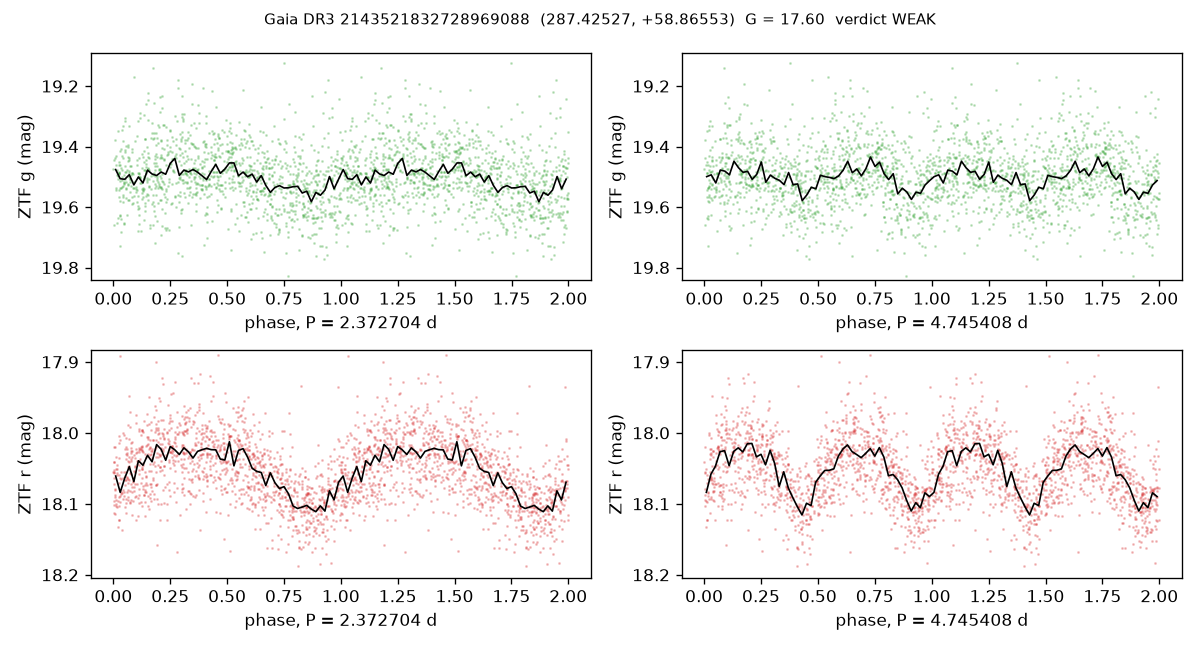 Gaia DR3 2143521832728969088 (287.42527, +58.86553) G = 17.60 verdict WEAK
ZTF g (mag)
19.2
19.4
19.6
19.8
0.00 0.25 0.50 0.75 1.00 1.25 1.50 1.75 2.00
phase, P = 2.372704 d
ZTF g (mag)
19.2
19.4
19.6
19.8
0.00 0.25 0.50 0.75 1.00 1.25 1.50 1.75 2.00
phase, P = 4.745408 d
ZTF r (mag)
17.9
18.0
18.1
18.2
0.00 0.25 0.50 0.75 1.00 1.25 1.50 1.75 2.00
phase, P = 2.372704 d
ZTF r (mag)
17.9
18.0
18.1
18.2
0.00 0.25 0.50 0.75 1.00 1.25 1.50 1.75 2.00
phase, P = 4.745408 d